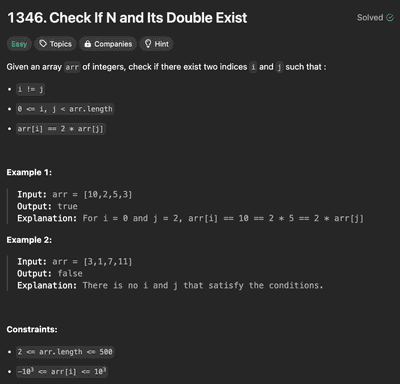 1346. Check If N and Its Double Exist
Solved
Easy
Topics
Companies
Hint
Given an array arr of integers, check if there exist two indices i and j such that :
• i != j
• 0 <= i, j < arr.length
• arr[i] == 2 * arr[j]
Example 1:
Input: arr = [10,2,5,3]
Output: true
Explanation: For i = 0 and j = 2, arr[i] == 10 == 2 * 5 == 2 * arr[j]
Example 2:
Input: arr = [3,1,7,11]
Output: false
Explanation: There is no i and j that satisfy the conditions.
Constraints:
• 2 <= arr.length <= 500
• -10³ <= arr[i] <= 10³